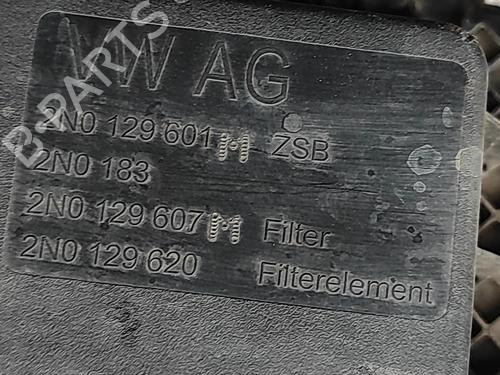 VW AG
2N0 129 601 M ZSB
2N0 183
2N0 129 607 M Filter
2N0 129 620 Filterelement
B-PARTS